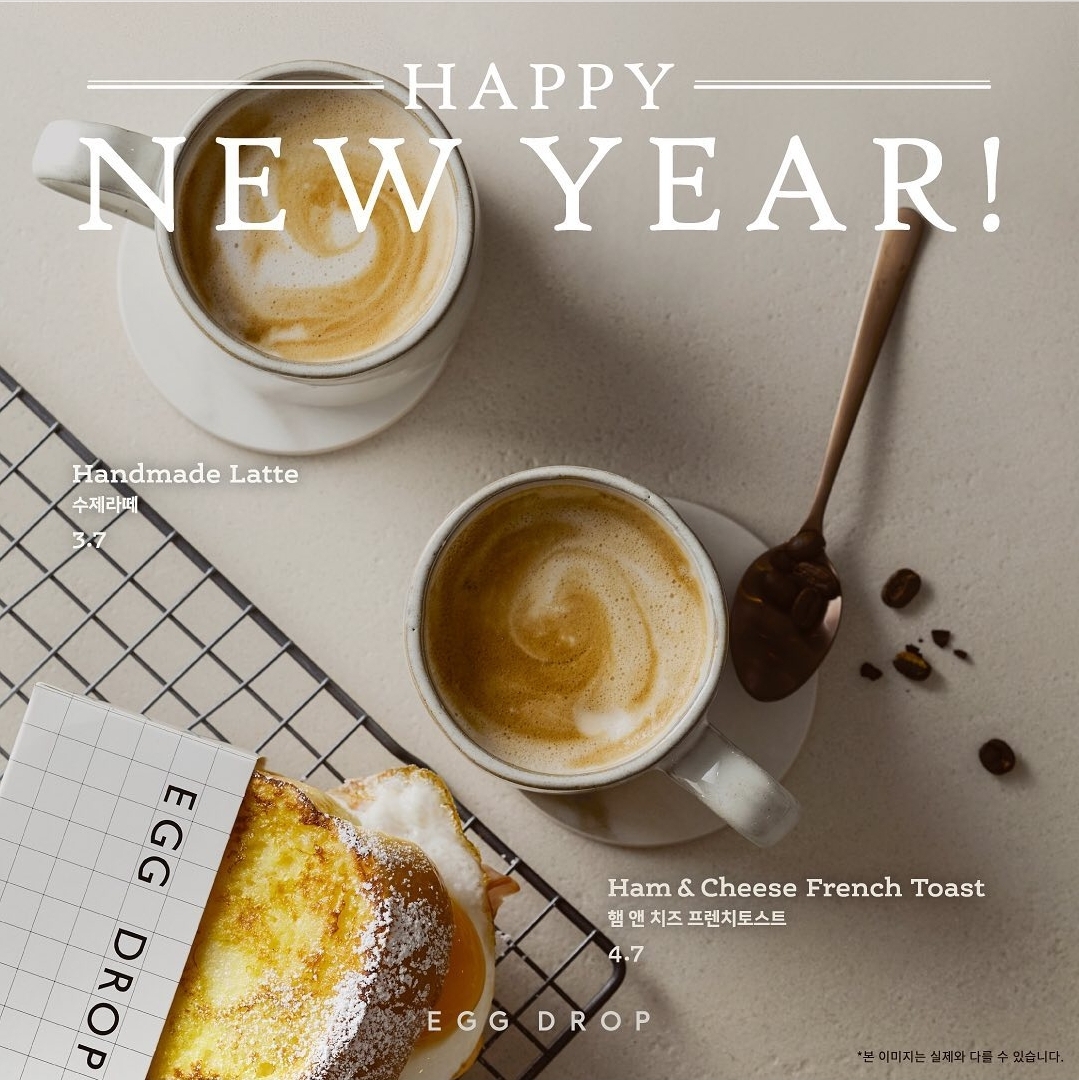 HAPPY
NEW YEAR!
Handmade Latte
수제라떼
3.7
EGG DROP
Ham & Cheese French Toast
햄 앤 치즈 프렌치토스트
4.7
EGG DROP
*본 이미지는 실제와 다를 수 있습니다.